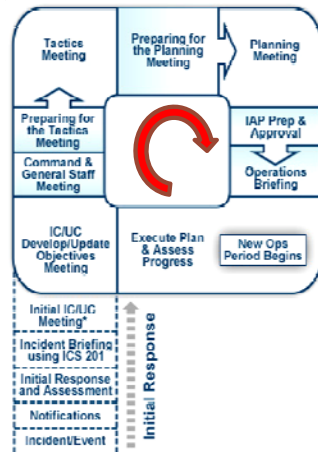 Tactics
Meeting
Preparing for
the Planning
Meeting
Planning
Meeting
Preparing for
the Tactics
Meeting
IAP Prep &
Approval
Command &
General Staff
Meeting
Operations
Briefing
IC/UC
Develop/Update
Objectives
Meeting
Execute Plan
& Assess
Progress
New Ops
Period Begins
Initial IC/UC
Meeting*
Incident Briefing
using ICS 201
Initial Response
and Assessment
Notifications
Incident/Event
Initial Response